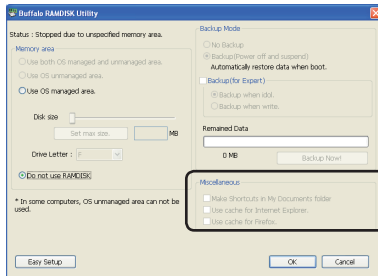 Buffalo RAMDISK Utility
Status : Stopped due to unspecified memory area.
Memory area
Use both OS managed and unmanaged area.
Use OS unmanaged area.
Use OS managed area.
Disk size
Set max size.
MB
Drive Letter :
Do not use RAMDISK
* In some computers, OS unmanaged area can not be
used.
Easy Setup
Backup Mode
No Backup
Backup(Power off and suspend)
Automatically restore data when boot.
Backup(for Expert)
Backup when idol.
Backup when write.
Remained Data
0 MB
Backup Now!
Miscellaneous
Make Shortcuts in My Documents folder
Use cache for Internet Explorer.
Use cache for Firefox.
OK
Cancel